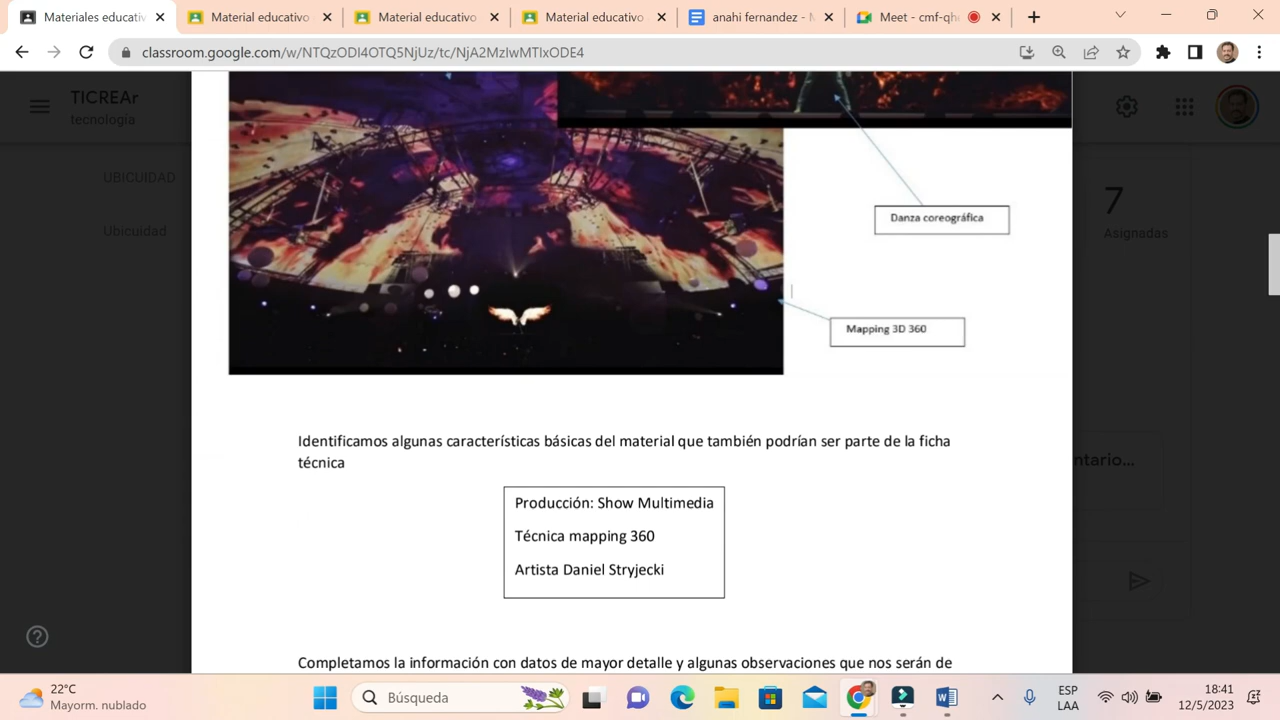 Materiales educativos
Material educativo
Material educativo
Material educativo
anahi fernandez - M
Meet - cmf-qh
classroom.google.com/w/NTQzODI4OTQ5NjUz/tc/NjA2MzIwMTIxODE4
TICREAr
tecnología
UBICUIDAD
Ubicuidad
7
Asignadas
Danza coreográfica
Mapping 3D 360
ntario...
Identificamos algunas características básicas del material que también podrían ser parte de la ficha
técnica
Producción: Show Multimedia
Técnica mapping 360
Artista Daniel Stryjecki
Completamos la información con datos de mayor detalle y algunas observaciones que nos serán de
22°C
Mayorm. nublado
Búsqueda
ESP
LAA
18:41
12/5/2023